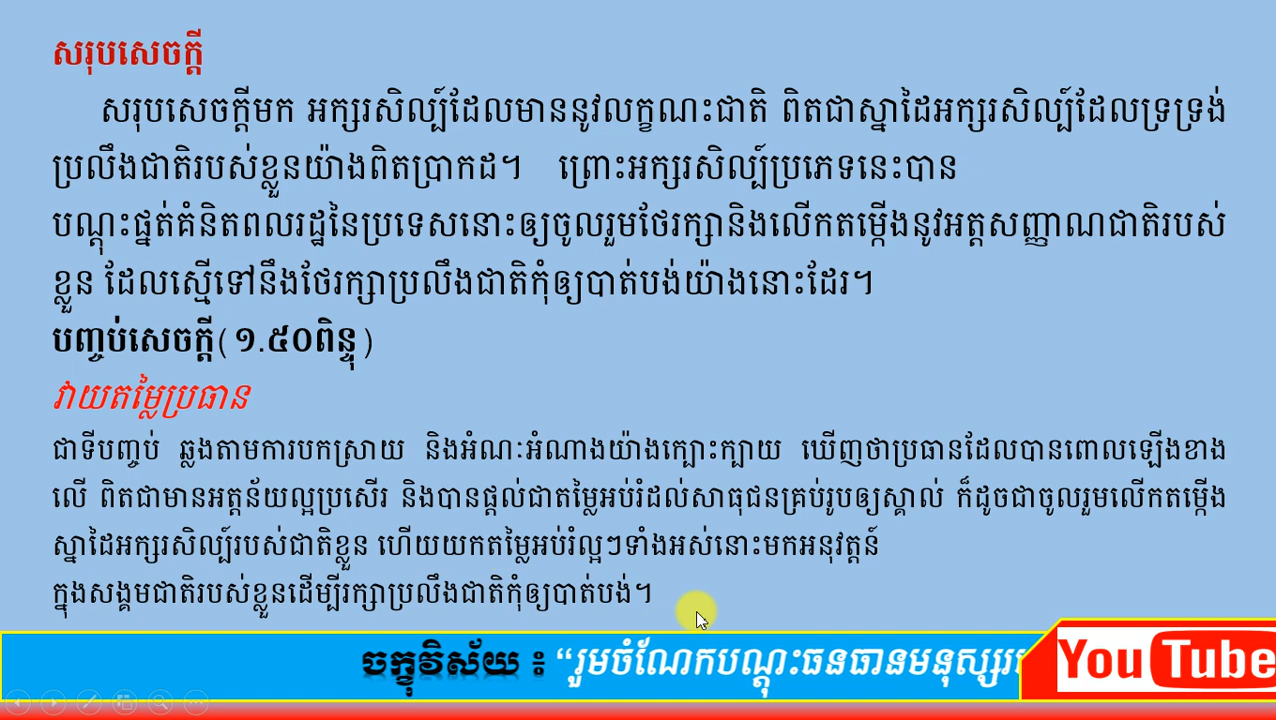 សរុបសេចក្តី
សរុបសេចក្តីមក អក្សរសិល្ប៍ដែលមាននូវលក្ខណះជាតិ ពិតជាស្នាដៃអក្សរសិល្ប៍ដែលទ្រទ្រង់
ប្រលឹងជាតិរបស់ខ្លួនយ៉ាងពិតប្រាកដ។ ព្រោះអក្សរសិល្ប៍ប្រភេទនេះបាន
បណ្តុះផ្នត់គំនិតពលរដ្ឋនៃប្រទេសនោះឲ្យចូលរួមថែរក្សានិងលើកតម្កើងនូវអត្តសញ្ញាណជាតិរបស់
ខ្លួន ដែលស្មើទៅនឹងថែរក្សាប្រលឹងជាតិកុំឲ្យបាត់បង់យ៉ាងនោះដែរ។
បញ្ចប់សេចក្តី(១.៥០ពិន្ទុ)
វាយតម្លៃប្រធាន
ជាទីបញ្ចប់ ឆ្លងតាមការបកស្រាយ និងអំណៈអំណាងយ៉ាងក្បោះក្បាយ ឃើញថាប្រធានដែលបានពោលឡើងខាង
លើ ពិតជាមានអត្តន័យល្អប្រសើរ និងបានផ្តល់ជាតម្លៃអប់រំដល់សាធុជនគ្រប់រូបឲ្យស្គាល់ ក៏ដូចជាចូលរួមលើកតម្កើង
ស្នាដៃអក្សរសិល្ប៍របស់ជាតិខ្លួន ហើយយកតម្លៃអប់រំល្អៗទាំងអស់នោះមកអនុវត្តន៍
ក្នុងសង្គមជាតិរបស់ខ្លួនដើម្បីរក្សាប្រលឹងជាតិកុំឲ្យបាត់បង់។
ចក្ខុវិស័យ ៖ “រួមចំណែកបណ្តុះធនធានមនុស្ស
YouTube